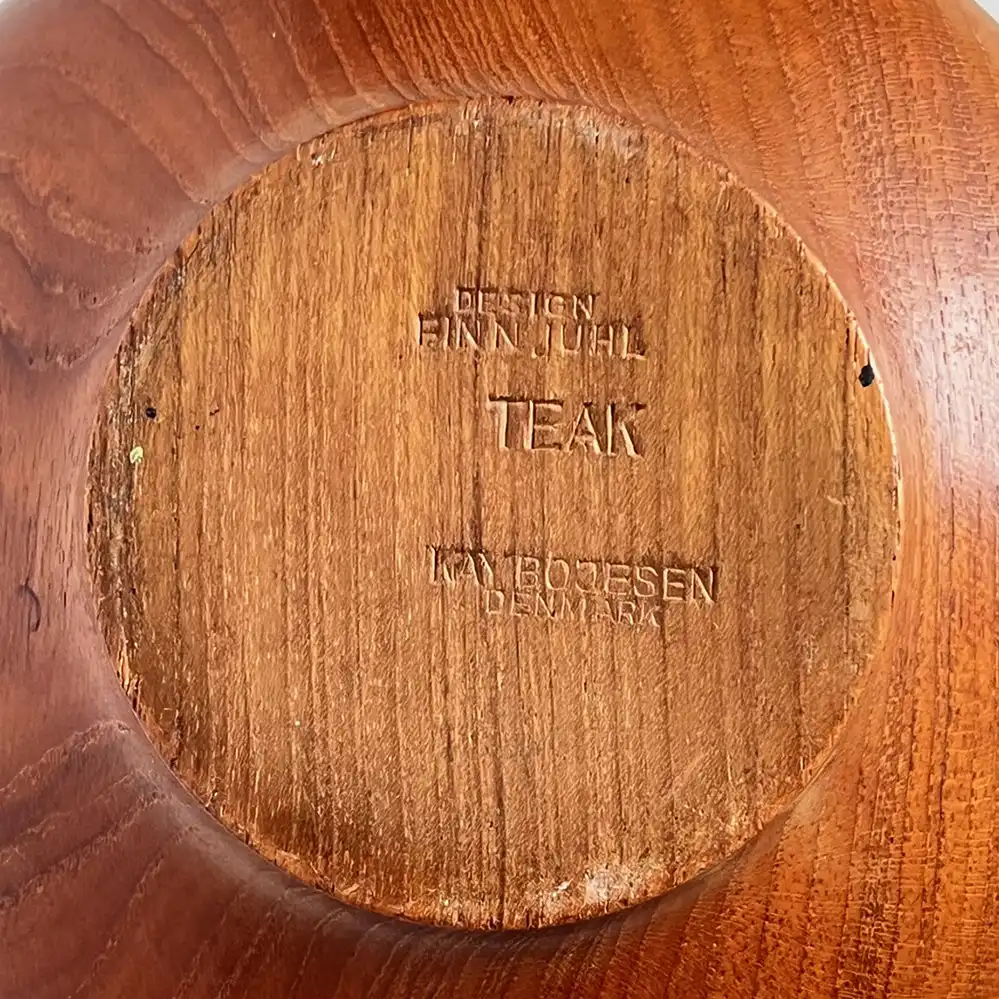 DESIGN
FINN JUHL
TEAK
KAY BOJESEN
DENMARK